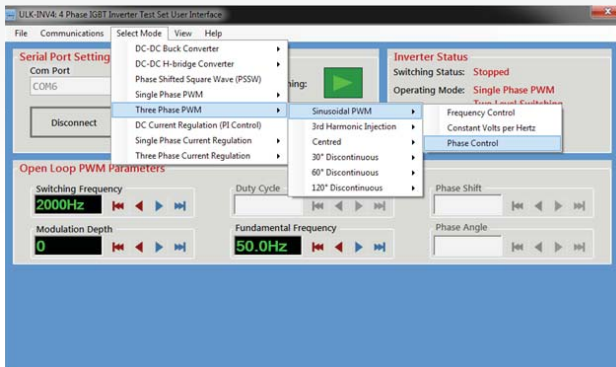 ULK-INV4: 4 Phase IGBT Inverter Test Set User Interface
File Communications Select Mode View Help
Serial Port Setting
Com Port
COM6
Disconnect
DC-DC Buck Converter
DC-DC H-bridge Converter
Phase Shifted Square Wave (PSSW)
Single Phase PWM
Three Phase PWM
DC Current Regulation (PI Control)
Single Phase Current Regulation
Three Phase Current Regulation
Sinusoidal PWM
3rd Harmonic Injection
Centred
30° Discontinuous
60° Discontinuous
120° Discontinuous
Frequency Control
Constant Volts per Hertz
Phase Control
Inverter Status
Switching Status: Stopped
Operating Mode: Single Phase PWM
Two Level Switching
Open Loop PWM Parameters
Switching Frequency
2000Hz
Duty Cycle
Phase Shift
Modulation Depth
0
Fundamental Frequency
50.0Hz
Phase Angle